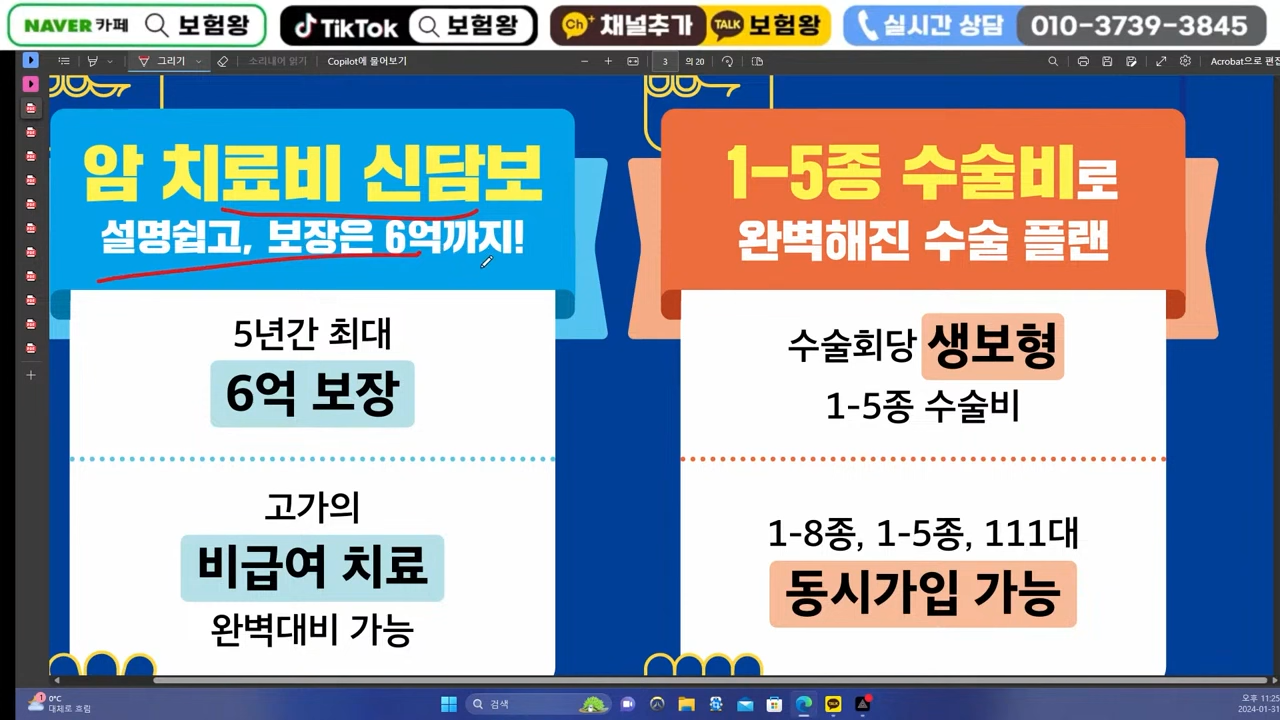 NAVER 카페 보험왕
TikTok 보험왕
Ch+ 채널추가 TALK 보험왕
실시간 상담 010-3739-3845
그리기 소리내어 읽기 Copilot에 물어보기 3 의 20 Acrobat으로 편집
암 치료비 신담보
설명쉽고, 보장은 6억까지!
5년간 최대
6억 보장
고가의
비급여 치료
완벽대비 가능
1-5종 수술비로
완벽해진 수술 플랜
수술회당 생보형
1-5종 수술비
1-8종, 1-5종, 111대
동시가입 가능
1 0°C
대체로 흐림
검색
오후 11:25
2024-01-31